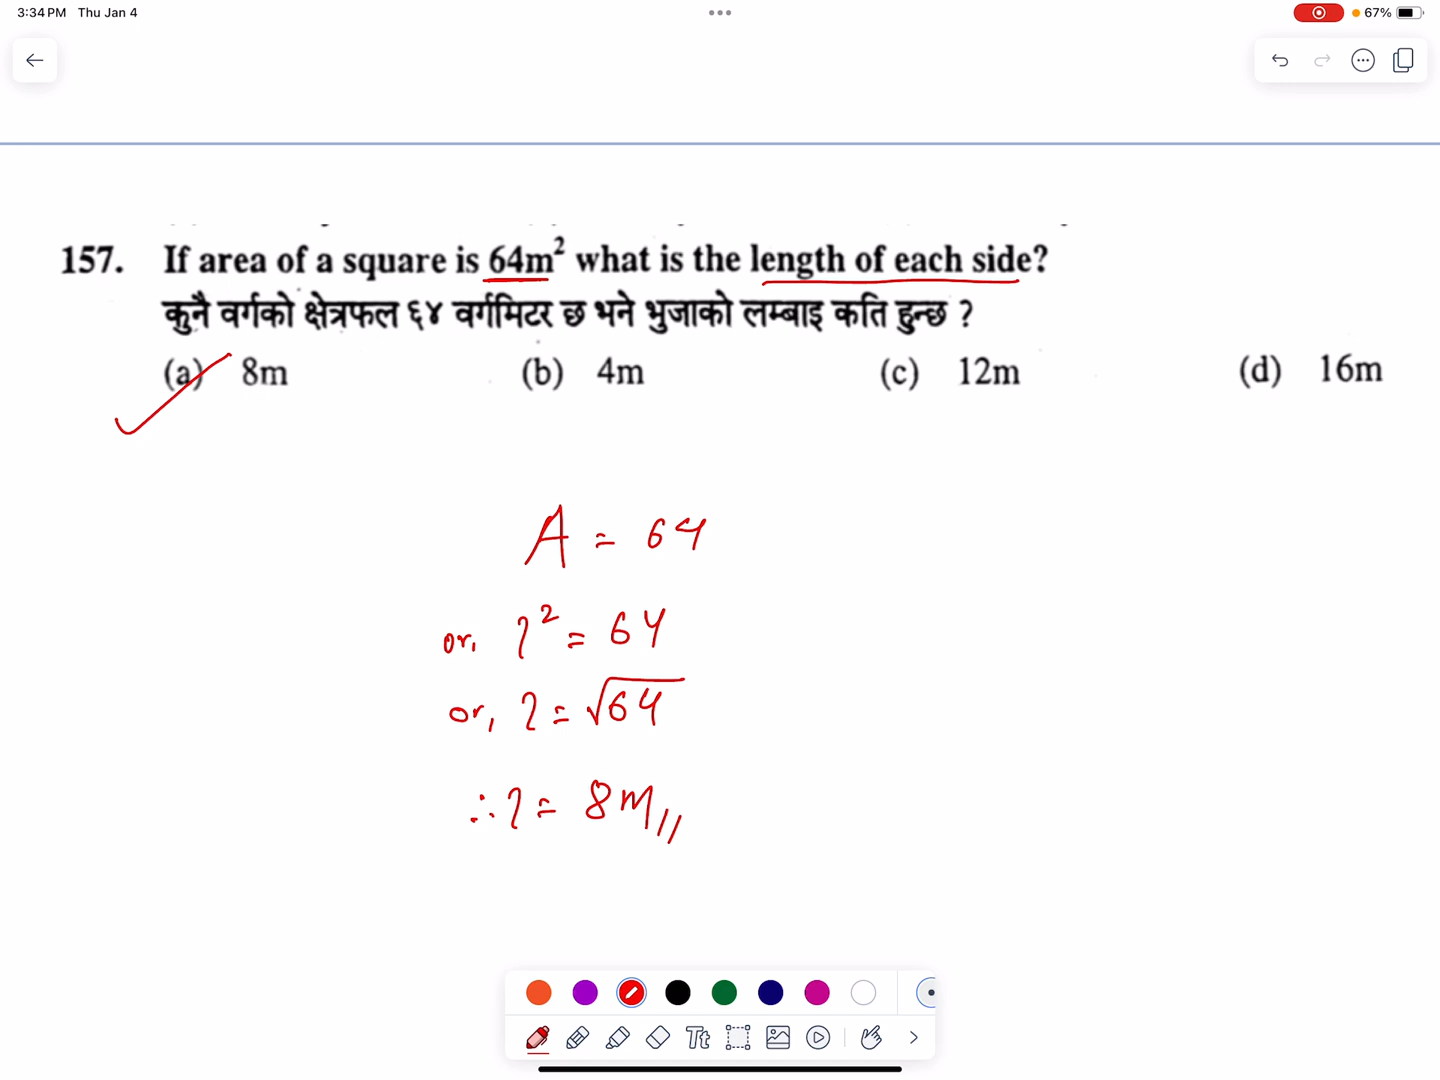 3:34 PM Thu Jan 4
67%
157. If area of a square is 64m² what is the length of each side?
कुनै वर्गको क्षेत्रफल ६४ वर्गमिटर छ भने भुजाको लम्बाइ कति हुन्छ ?
(a) 8m (b) 4m (c) 12m (d) 16m
A = 64
or, l² = 64
or, l = √64
∴ l = 8m //
Tt